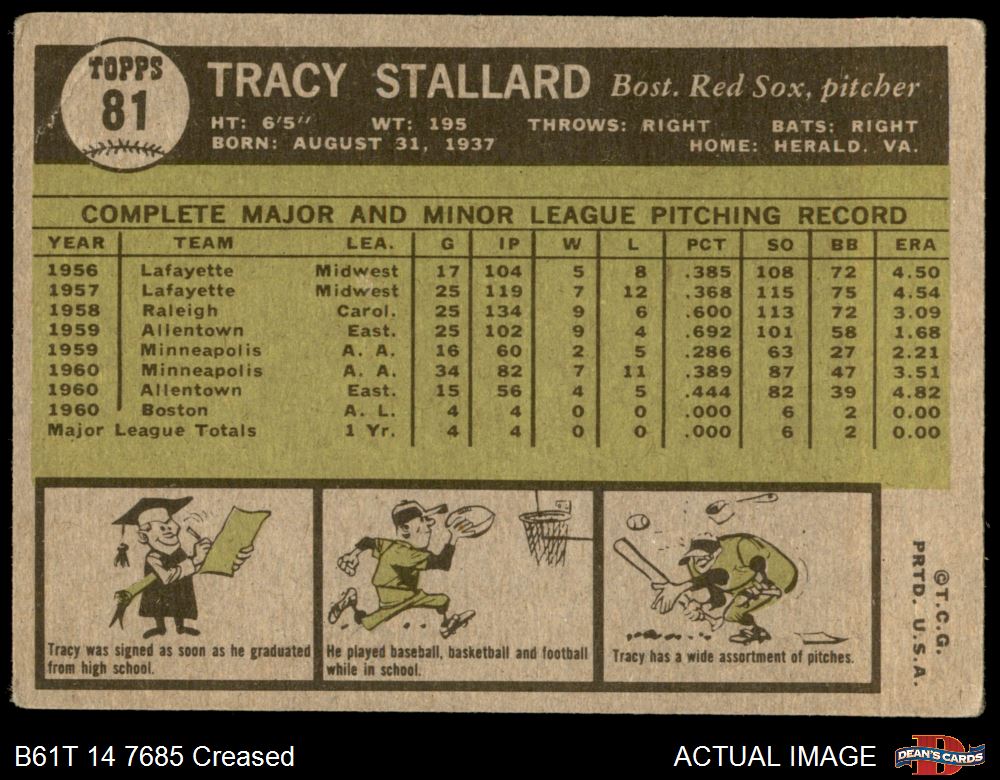 TOPPS
81
TRACY STALLARD Bost. Red Sox, pitcher
HT: 6'5" WT: 195 THROWS: RIGHT BATS: RIGHT
BORN: AUGUST 31, 1937 HOME: HERALD. VA.
COMPLETE MAJOR AND MINOR LEAGUE PITCHING RECORD
YEAR TEAM LEA. G IP W L PCT SO BB ERA
1956 Lafayette Midwest 17 104 5 8 .385 108 72 4.50
1957 Lafayette Midwest 25 119 7 12 .368 115 75 4.54
1958 Raleigh Carol. 25 134 9 6 .600 113 72 3.09
1959 Allentown East. 25 102 9 4 .692 101 58 1.68
1959 Minneapolis A. A. 16 60 2 5 .286 63 27 2.21
1960 Minneapolis A. A. 34 82 7 11 .389 87 47 3.51
1960 Allentown East. 15 56 4 5 .444 82 39 4.82
1960 Boston A. L. 4 4 0 0 .000 6 2 0.00
Major League Totals 1 Yr. 4 4 0 0 .000 6 2 0.00
Tracy was signed as soon as he graduated
from high school.
He played baseball, basketball and football
while in school.
Tracy has a wide assortment of pitches.
©T.C.G.
PRTD. U.S.A.
B61T 14 7685 Creased
ACTUAL IMAGE
D
DEAN'S CARDS